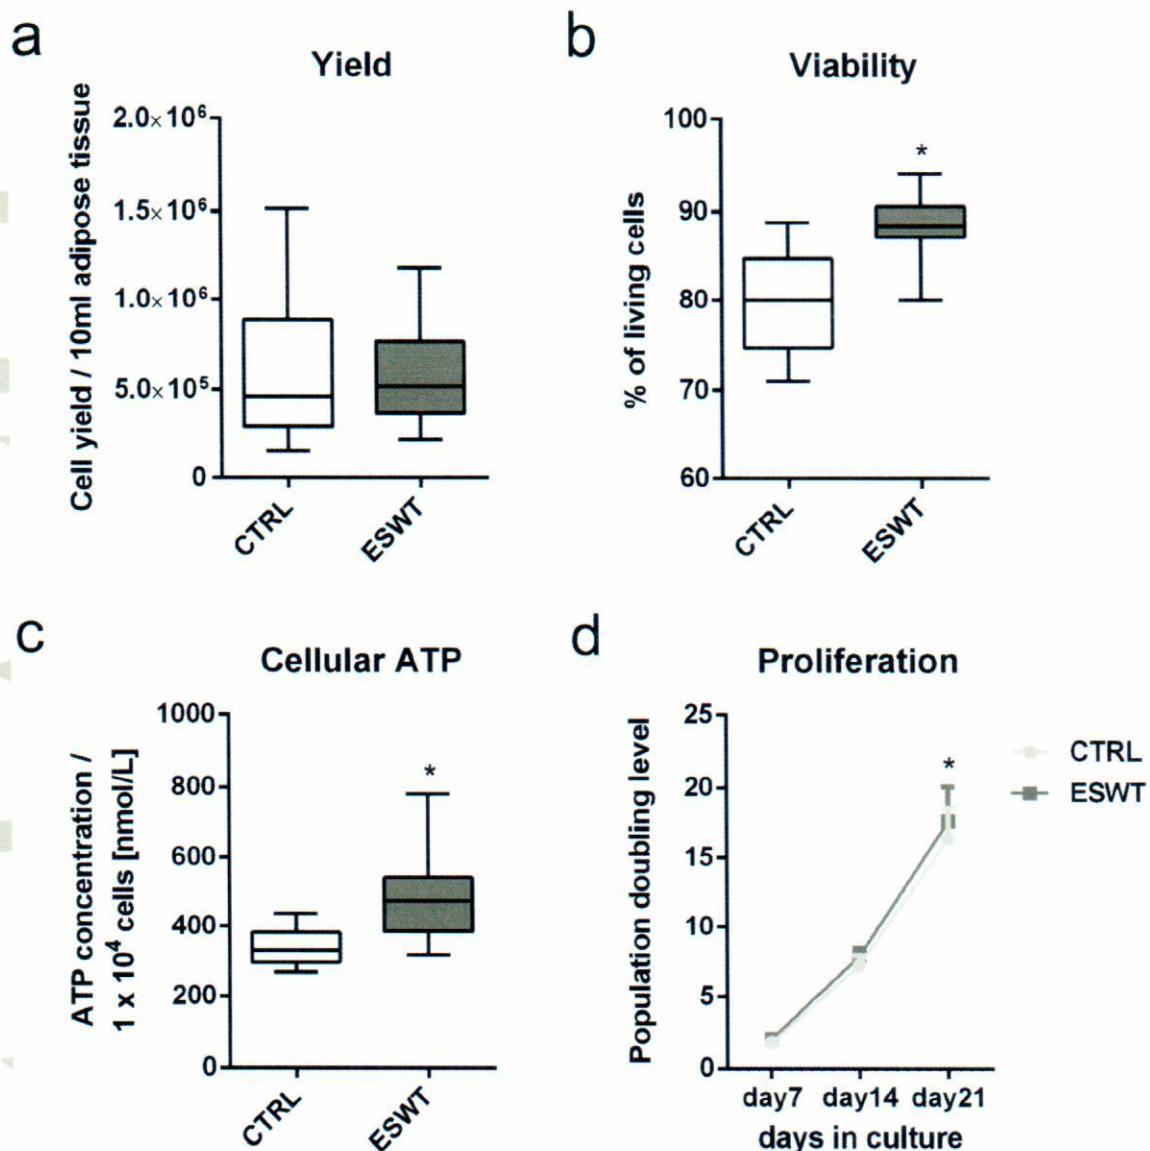 a
Yield
Cell yield / 10ml adipose tissue
2.0×10⁶
1.5×10⁶
1.0×10⁶
5.0×10⁵
0
CTRL
ESWT
b
Viability
% of living cells
100
90
80
70
60
*
CTRL
ESWT
c
Cellular ATP
ATP concentration /
1 x 10⁴ cells [nmol/L]
1000
800
600
400
200
0
*
CTRL
ESWT
d
Proliferation
Population doubling level
25
20
15
10
5
0
*
day7 day14 day21
days in culture
CTRL
ESWT